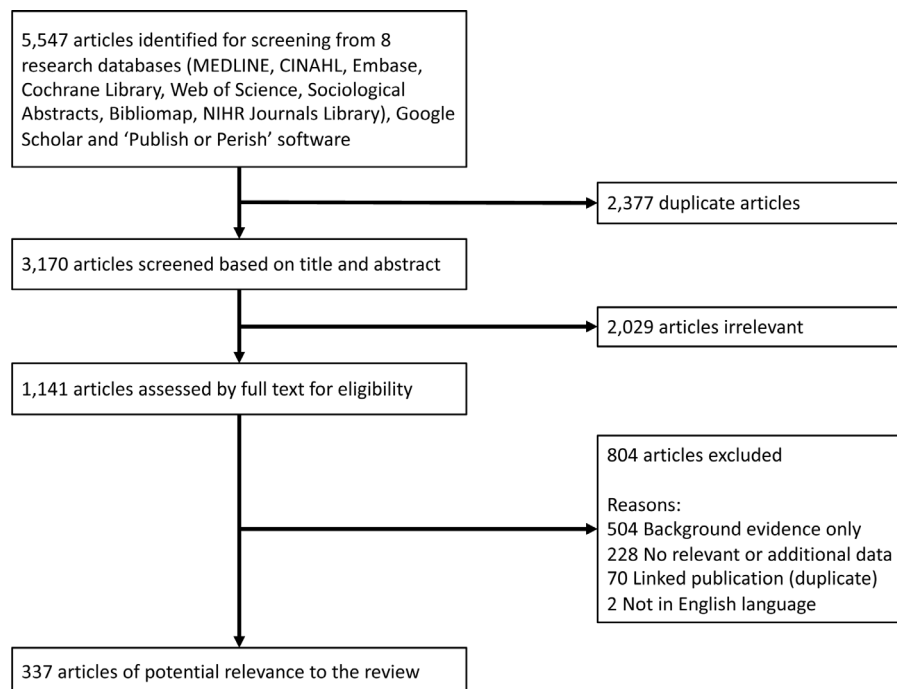 5,547 articles identified for screening from 8
research databases (MEDLINE, CINAHL, Embase,
Cochrane Library, Web of Science, Sociological
Abstracts, Bibliomap, NIHR Journals Library), Google
Scholar and ‘Publish or Perish’ software
2,377 duplicate articles
3,170 articles screened based on title and abstract
2,029 articles irrelevant
1,141 articles assessed by full text for eligibility
804 articles excluded
Reasons:
504 Background evidence only
228 No relevant or additional data
70 Linked publication (duplicate)
2 Not in English language
337 articles of potential relevance to the review